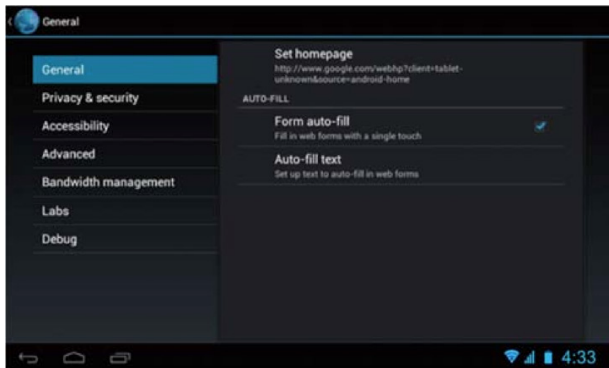 General
General
Privacy & security
Accessibility
Advanced
Bandwidth management
Labs
Debug
Set homepage
http://www.google.com/webhp?client=tablet-
unknown&source=android-home
AUTO-FILL
Form auto-fill
Fill in web forms with a single touch
Auto-fill text
Set up text to auto-fill in web forms
4:33